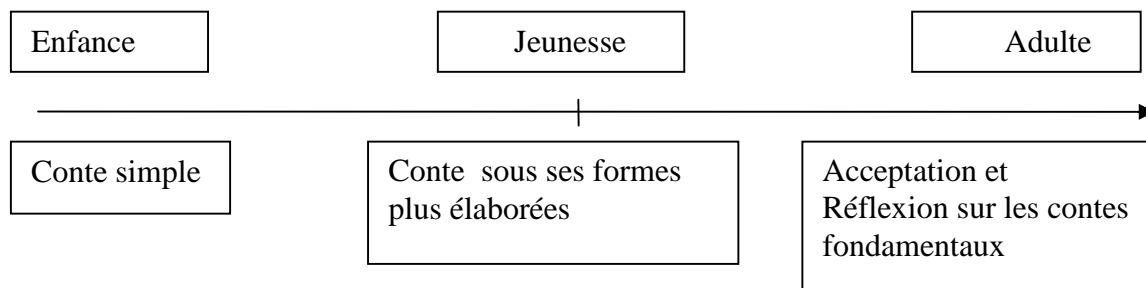 Enfance
Jeunesse
Adulte
Conte simple
Conte sous ses formes
plus élaborées
Acceptation et
Réflexion sur les contes
fondamentaux